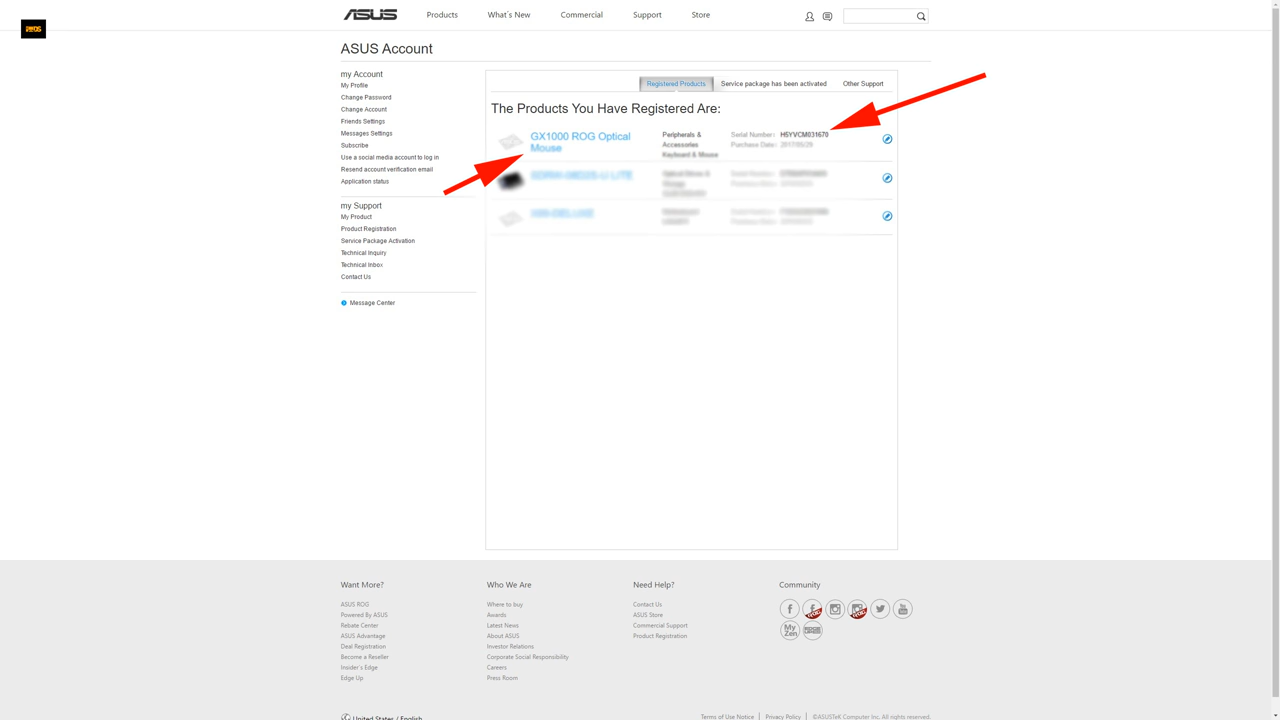 ASUS
Products
What´s New
Commercial
Support
Store
ASUS Account
my Account
My Profile
Change Password
Change Account
Friends Settings
Messages Settings
Subscribe
Use a social media account to log in
Resend account verification email
Application status
my Support
My Product
Product Registration
Service Package Activation
Technical Inquiry
Technical Inbox
Contact Us
Message Center
Registered Products
Service package has been activated
Other Support
The Products You Have Registered Are:
GX1000 ROG Optical
Mouse
Peripherals &
Accessories
Keyboard & Mouse
Serial Number: H5YVCM031670
Purchase Date: 2017/05/29
Want More?
ASUS ROG
Powered By ASUS
Rebate Center
ASUS Advantage
Deal Registration
Become a Reseller
Insider's Edge
Edge Up
Who We Are
Where to buy
Awards
Latest News
About ASUS
Investor Relations
Corporate Social Responsibility
Careers
Press Room
Need Help?
Contact Us
ASUS Store
Commercial Support
Product Registration
Community
My
Zen
United States / English
Terms of Use Notice
Privacy Policy
©ASUSTeK Computer Inc. All rights reserved.